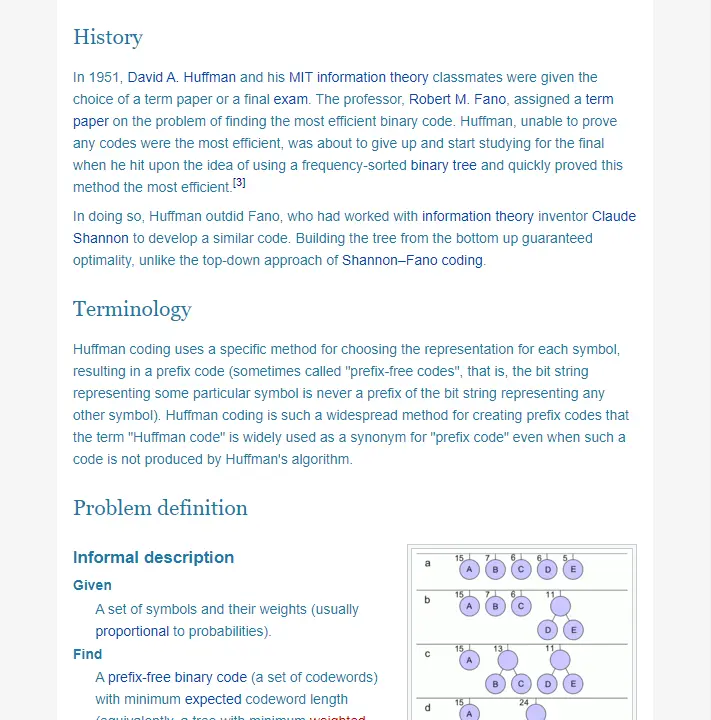 History
In 1951, David A. Huffman and his MIT information theory classmates were given the
choice of a term paper or a final exam. The professor, Robert M. Fano, assigned a term
paper on the problem of finding the most efficient binary code. Huffman, unable to prove
any codes were the most efficient, was about to give up and start studying for the final
when he hit upon the idea of using a frequency-sorted binary tree and quickly proved this
method the most efficient.[3]
In doing so, Huffman outdid Fano, who had worked with information theory inventor Claude
Shannon to develop a similar code. Building the tree from the bottom up guaranteed
optimality, unlike the top-down approach of Shannon–Fano coding.
Terminology
Huffman coding uses a specific method for choosing the representation for each symbol,
resulting in a prefix code (sometimes called "prefix-free codes", that is, the bit string
representing some particular symbol is never a prefix of the bit string representing any
other symbol). Huffman coding is such a widespread method for creating prefix codes that
the term "Huffman code" is widely used as a synonym for "prefix code" even when such a
code is not produced by Huffman's algorithm.
Problem definition
Informal description
Given
A set of symbols and their weights (usually
proportional to probabilities).
Find
A prefix-free binary code (a set of codewords)
with minimum expected codeword length
(equivalently, a tree with minimum weighted
15 7 6 6 5
a A B C D E
15 7 6 11
b A B C
D E
15 13 11
c A
B C D E
15 24
d A